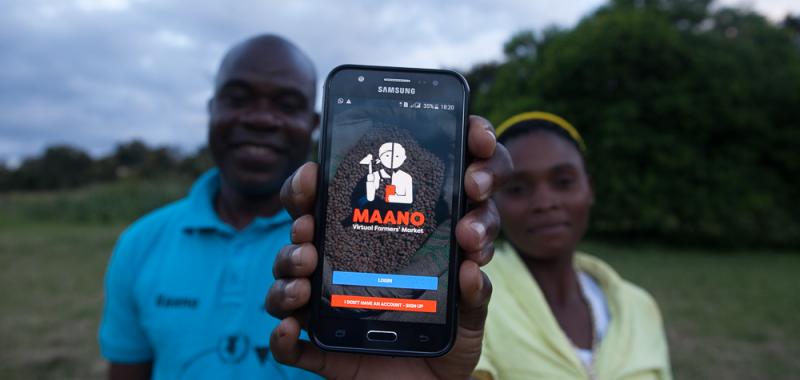 SAMSUNG
35% 18:20
MAANO
Virtual Farmers' Market
LOGIN
I DON'T HAVE AN ACCOUNT - SIGN UP